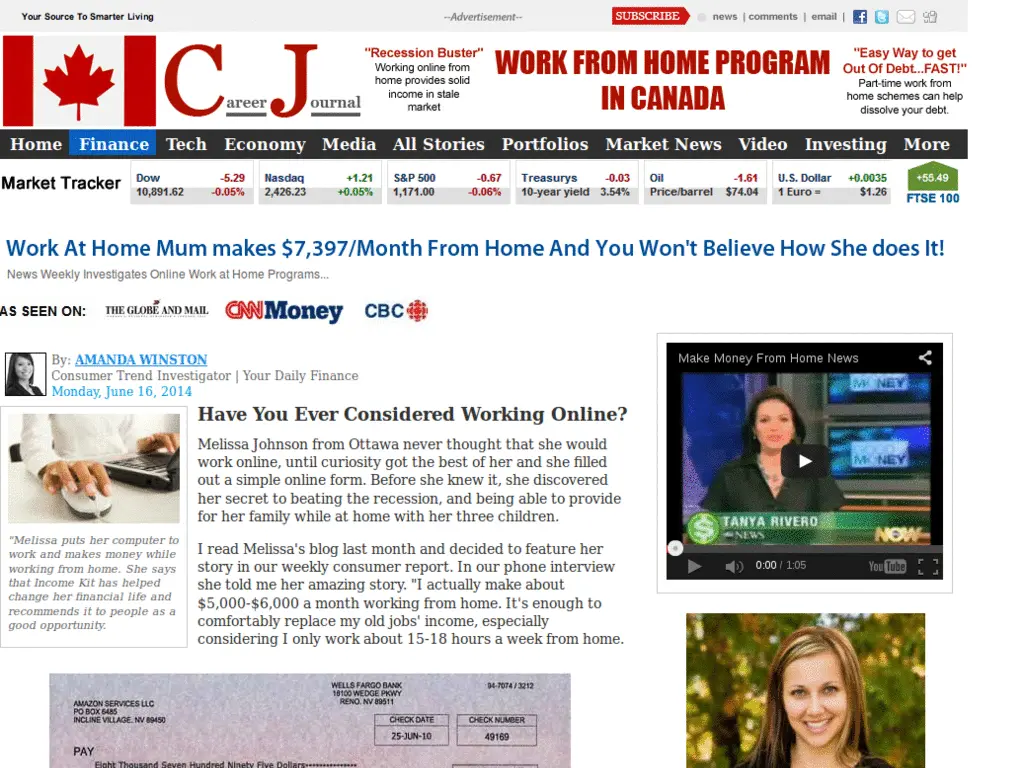 Your Source To Smarter Living
--Advertisement--
SUBSCRIBE
news | comments | email |
Career Journal
"Recession Buster"
Working online from
home provides solid
income in stale
market
WORK FROM HOME PROGRAM
IN CANADA
"Easy Way to get
Out Of Debt...FAST!"
Part-time work from
home schemes can help
dissolve your debt.
Home Finance Tech Economy Media All Stories Portfolios Market News Video Investing More
Market Tracker
Dow -5.29
10,891.62 -0.05%
Nasdaq +1.21
2,426.23 +0.05%
S&P 500 -0.67
1,171.00 -0.06%
Treasurys -0.03
10-year yield 3.54%
Oil -1.61
Price/barrel $74.04
U.S. Dollar +0.0035
1 Euro = $1.26
+55.49
FTSE 100
Work At Home Mum makes $7,397/Month From Home And You Won't Believe How She does It!
News Weekly Investigates Online Work at Home Programs...
AS SEEN ON: THE GLOBE AND MAIL CNNMoney CBC
By: AMANDA WINSTON
Consumer Trend Investigator | Your Daily Finance
Monday, June 16, 2014
"Melissa puts her computer to
work and makes money while
working from home. She says
that Income Kit has helped
change her financial life and
recommends it to people as a
good opportunity.
Have You Ever Considered Working Online?
Melissa Johnson from Ottawa never thought that she would
work online, until curiosity got the best of her and she filled
out a simple online form. Before she knew it, she discovered
her secret to beating the recession, and being able to provide
for her family while at home with her three children.
I read Melissa's blog last month and decided to feature her
story in our weekly consumer report. In our phone interview
she told me her amazing story. "I actually make about
$5,000-$6,000 a month working from home. It's enough to
comfortably replace my old jobs' income, especially
considering I only work about 15-18 hours a week from home.
Make Money From Home News
MONEY
MONEY
TANYA RIVERO
NEWS
NOW
0:00 / 1:05
YouTube
AMAZON SERVICES LLC
PO BOX 6485
INCLINE VILLAGE, NV 89450
WELLS FARGO BANK
18100 WEDGE PKWY
RENO, NV 89511
94-7074 / 3212
CHECK DATE
25-JUN-10
CHECK NUMBER
49169
PAY
Eight Thousand Seven Hundred Ninety Five Dollars